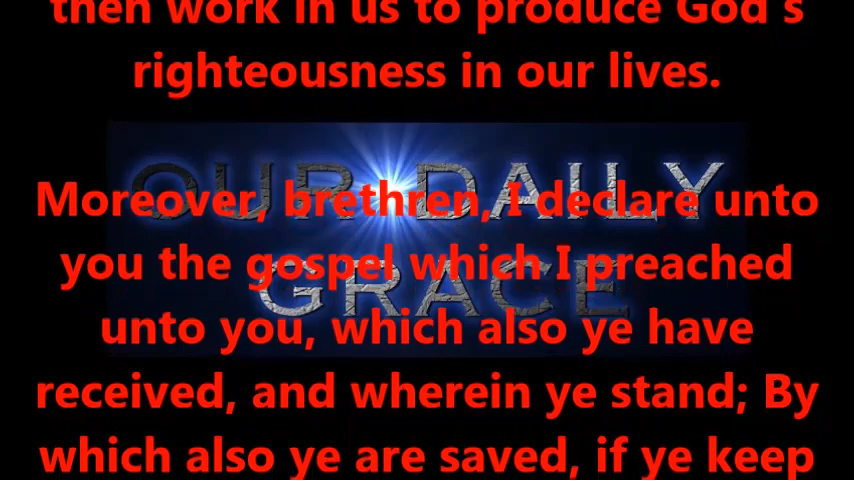 then work in us to produce God's
righteousness in our lives.
OUR DAILY
GRACE
Moreover, brethren, I declare unto
you the gospel which I preached
unto you, which also ye have
received, and wherein ye stand; By
which also ye are saved, if ye keep